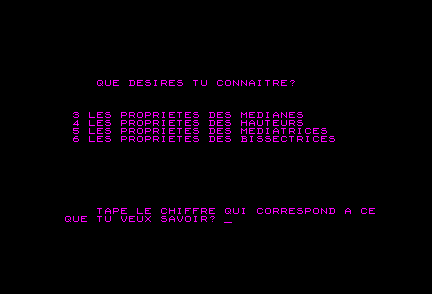 QUE DESIRES TU CONNAITRE?
3 LES PROPRIETES DES MEDIANES
4 LES PROPRIETES DES HAUTEURS
5 LES PROPRIETES DES MEDIATRICES
6 LES PROPRIETES DES BISSECTRICES
TAPE LE CHIFFRE QUI CORRESPOND A CE
QUE TU VEUX SAVOIR? _